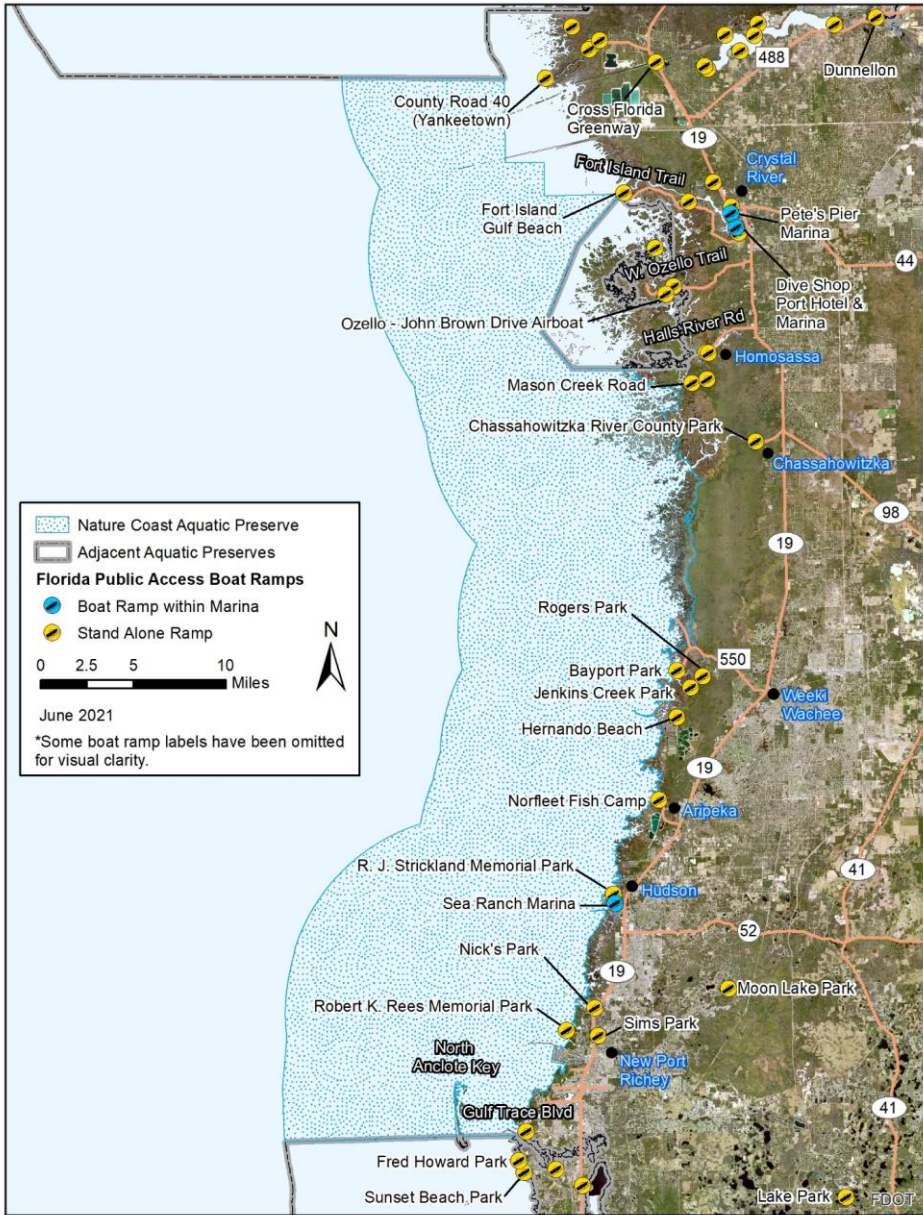 488
Dunnellon
County Road 40
(Yankeetown)
Cross Florida
Greenway
19
Crystal
River
Fort Island Trail
Fort Island
Gulf Beach
Pete's Pier
Marina
W. Ozello Trail
44
Dive Shop
Port Hotel &
Marina
Ozello - John Brown Drive Airboat
Halls River Rd
Homosassa
Mason Creek Road
Chassahowitzka River County Park
Chassahowitzka
98
19
Nature Coast Aquatic Preserve
Adjacent Aquatic Preserves
Florida Public Access Boat Ramps
Boat Ramp within Marina
Stand Alone Ramp
N
0 2.5 5 10
Miles
June 2021
*Some boat ramp labels have been omitted
for visual clarity.
Rogers Park
550
Bayport Park
Jenkins Creek Park
Weeki
Wachee
Hernando Beach
19
Norfleet Fish Camp
Aripeka
41
R. J. Strickland Memorial Park
Hudson
Sea Ranch Marina
52
Nick's Park
19
Moon Lake Park
Robert K. Rees Memorial Park
Sims Park
North
Anclote Key
New Port
Richey
41
Gulf Trace Blvd
Fred Howard Park
Sunset Beach Park
Lake Park
FDOT